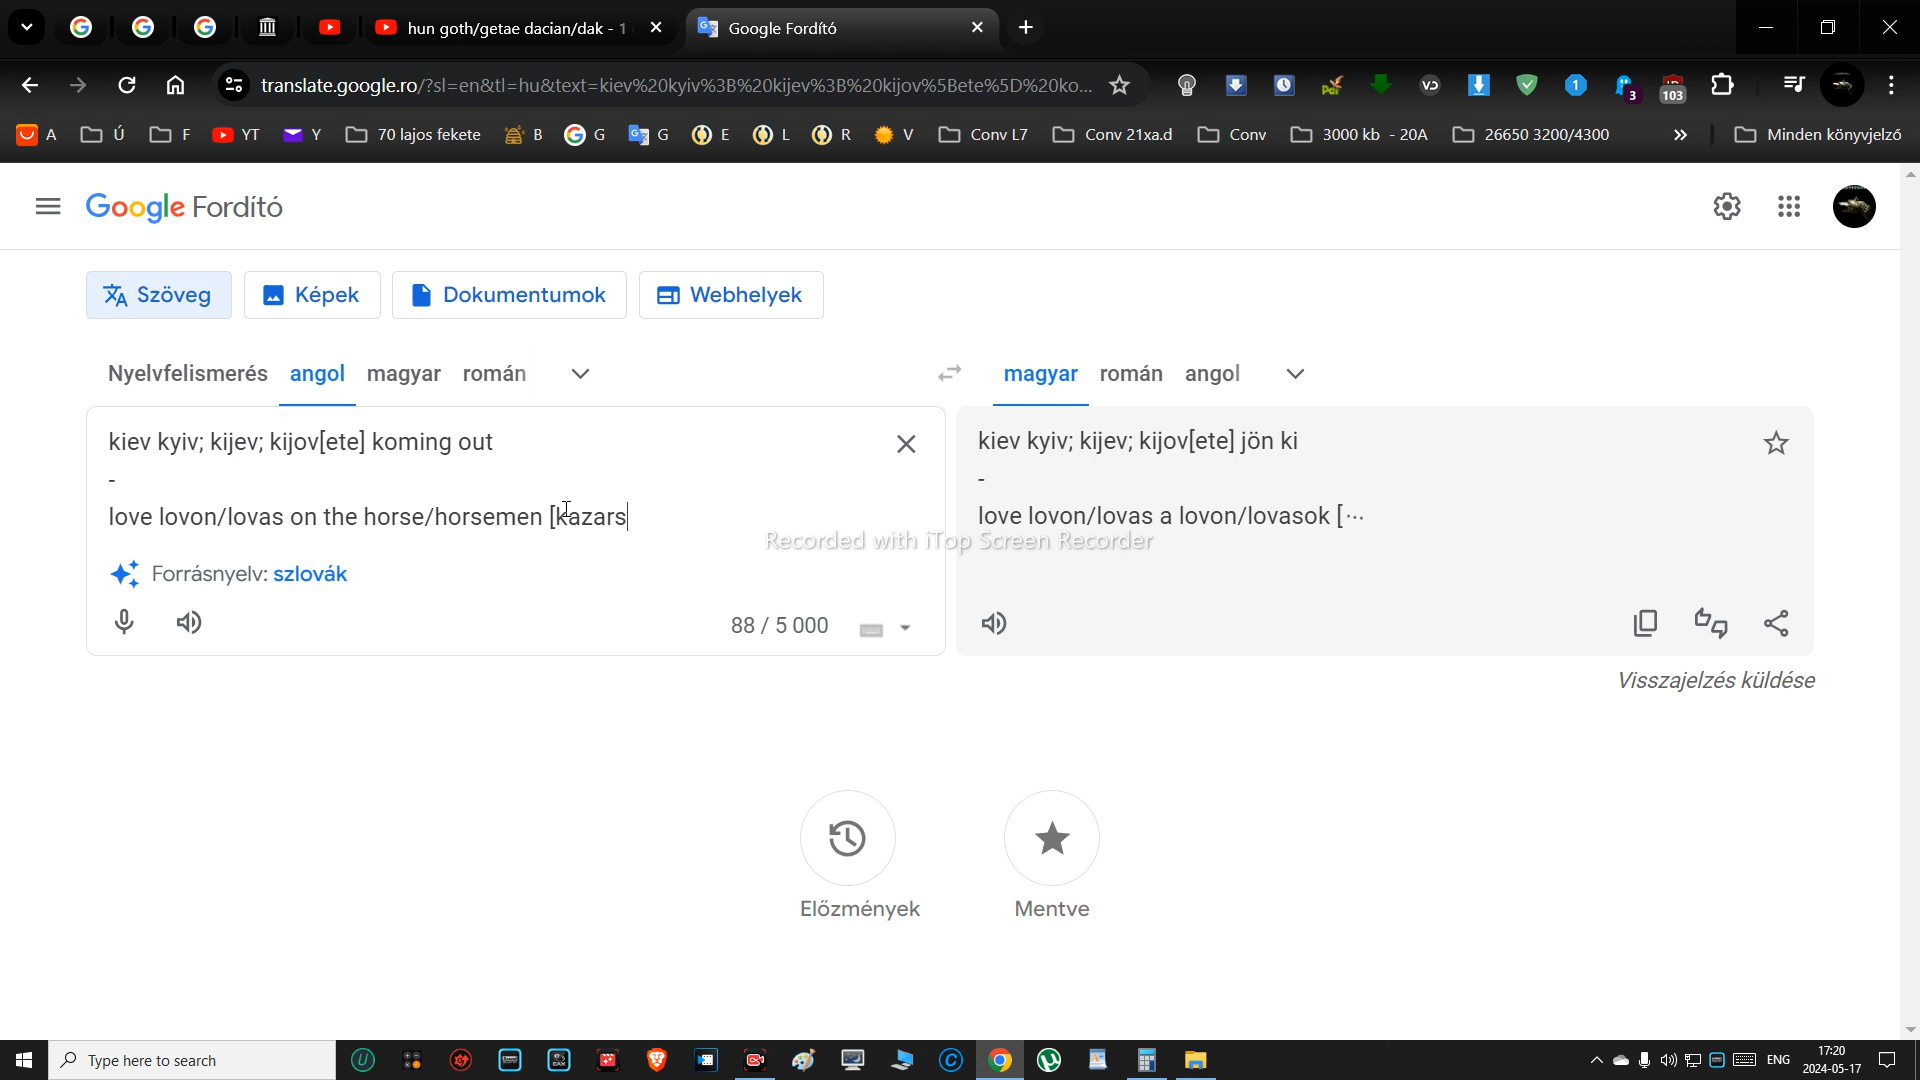 hun goth/getae dacian/dak - 1
Google Fordító
translate.google.ro/?sl=en&tl=hu&text=kiev%20kyiv%3B%20kijev%3B%20kijov%5Bete%5D%20ko...
3
103
A
Ú
F
YT
Y
70 lajos fekete
B
G
G
E
L
R
V
Conv L7
Conv 21xa.d
Conv
3000 kb - 20A
26650 3200/4300
»
Minden könyvjelző
Google Fordító
Szöveg
Képek
Dokumentumok
Webhelyek
Nyelvfelismerés angol magyar román
magyar román angol
kiev kyiv; kijev; kijov[ete] koming out
-
love lovon/lovas on the horse/horsemen [kazars
kiev kyiv; kijev; kijov[ete] jön ki
-
love lovon/lovas a lovon/lovasok [...
Recorded with iTop Screen Recorder
Forrásnyelv: szlovák
88 / 5 000
Visszajelzés küldése
Előzmények
Mentve
Type here to search
ENG
17:20
2024-05-17